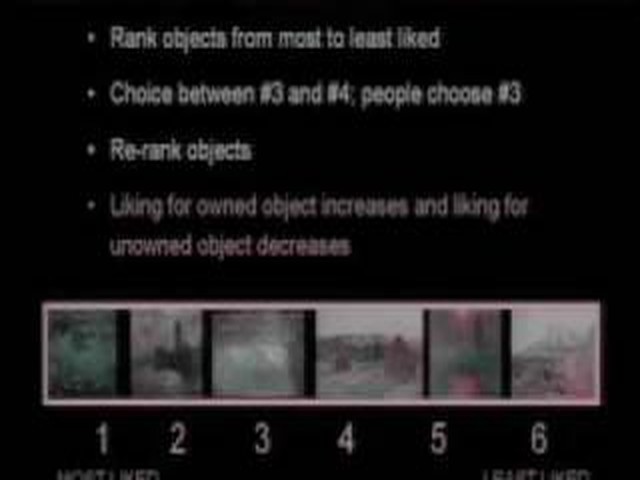 • Rank objects from most to least liked
• Choice between #3 and #4; people choose #3
• Re-rank objects
• Liking for owned object increases and liking for
unowned object decreases
1 2 3 4 5 6
MOST LIKED LEAST LIKED